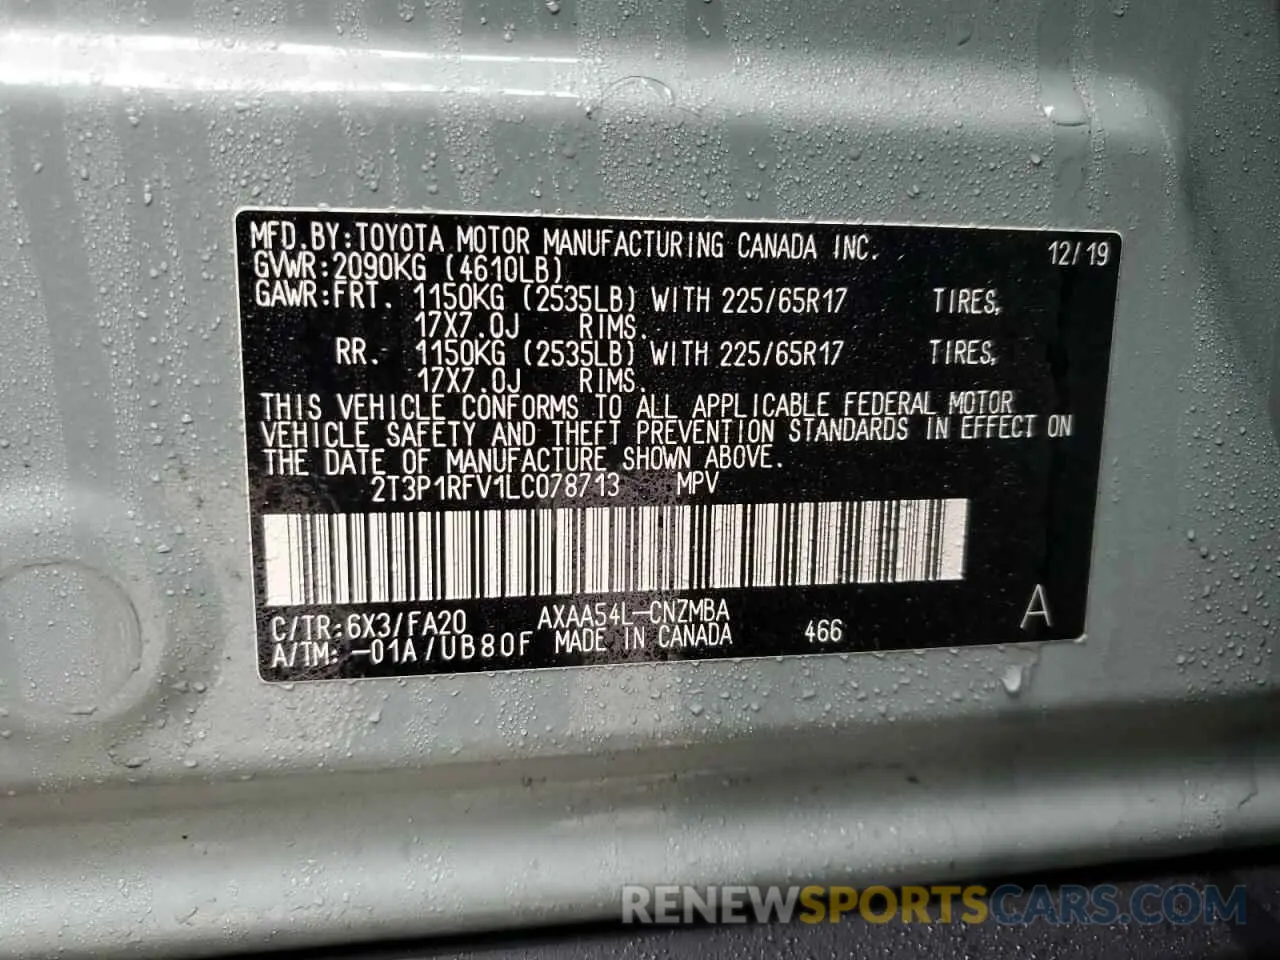 MFD.BY:TOYOTA MOTOR MANUFACTURING CANADA INC. 12/19
GVWR:2090KG (4610LB)
GAWR:FRT. 1150KG (2535LB) WITH 225/65R17 TIRES,
17X7.0J RIMS.
RR. 1150KG (2535LB) WITH 225/65R17 TIRES,
17X7.0J RIMS.
THIS VEHICLE CONFORMS TO ALL APPLICABLE FEDERAL MOTOR
VEHICLE SAFETY AND THEFT PREVENTION STANDARDS IN EFFECT ON
THE DATE OF MANUFACTURE SHOWN ABOVE.
2T3P1RFV1LC078713 MPV
C/TR:6X3/FA20 AXAA54L-CNZMBA
A/TM:-01A/UB80F MADE IN CANADA 466 A
RENEWSPORTSCARS.COM